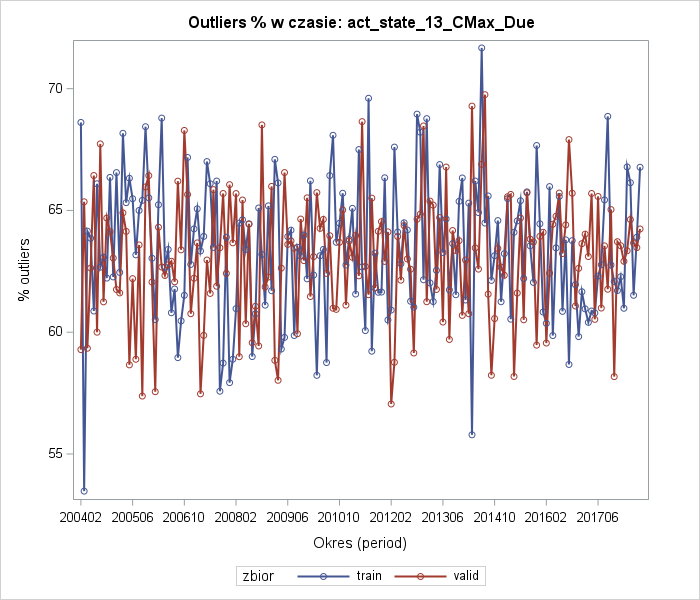 Outliers % w czasie: act_state_13_CMax_Due
% outliers
70
65
60
55
200402 200506 200610 200802 200906 201010 201202 201306 201410 201602 201706
Okres (period)
zbior train valid